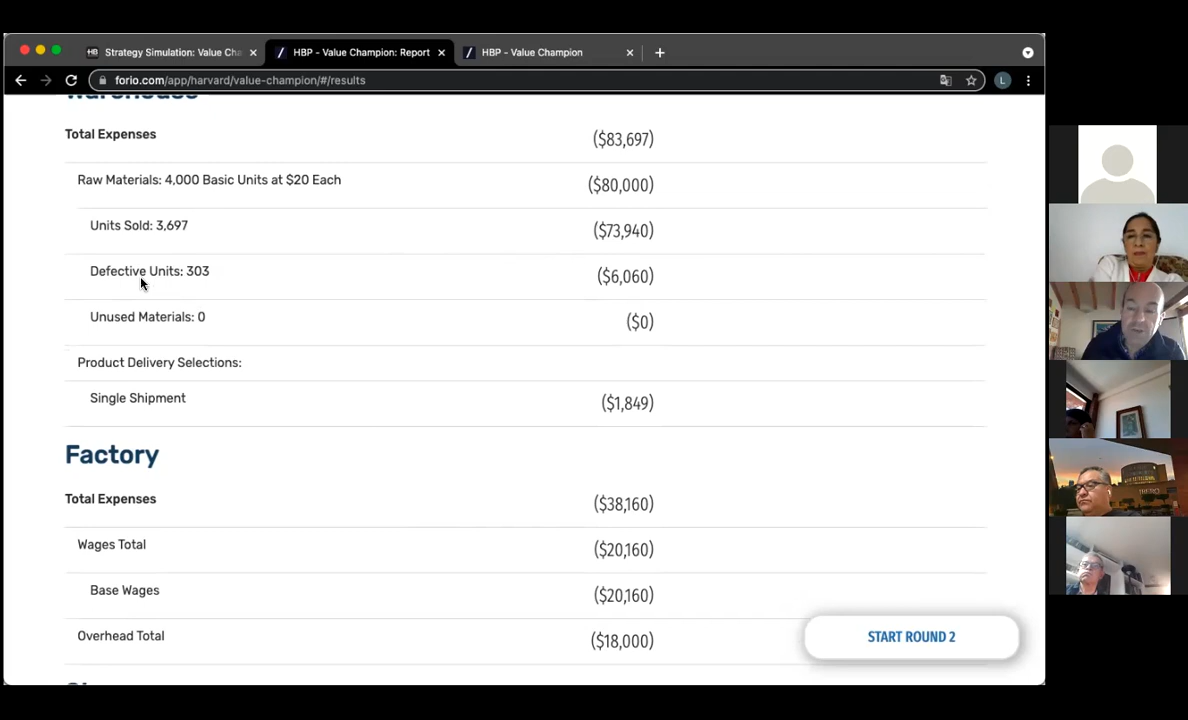 Strategy Simulation: Value Cha
HBP - Value Champion: Report
HBP - Value Champion
forio.com/app/harvard/value-champion/#/results
L
Warehouse
Total Expenses ($83,697)
Raw Materials: 4,000 Basic Units at $20 Each ($80,000)
Units Sold: 3,697 ($73,940)
Defective Units: 303 ($6,060)
Unused Materials: 0 ($0)
Product Delivery Selections:
Single Shipment ($1,849)
Factory
Total Expenses ($38,160)
Wages Total ($20,160)
Base Wages ($20,160)
Overhead Total ($18,000)
START ROUND 2